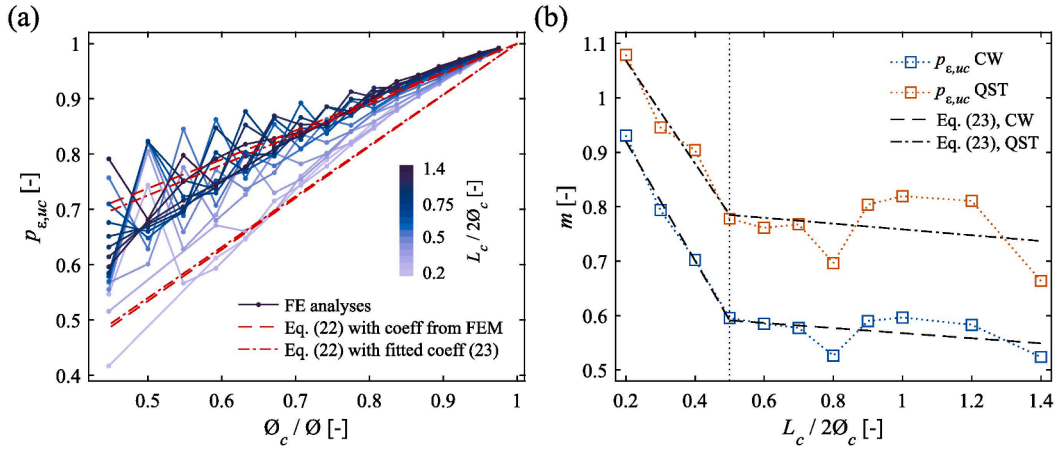 (a)
1
0.9
0.8
0.7
0.6
0.5
0.4
p_{ε,uc} [-]
1.4
0.75
0.5
0.2
L_c / 2Ø_c [-]
FE analyses
Eq. (22) with coeff from FEM
Eq. (22) with fitted coeff (23)
0.5 0.6 0.7 0.8 0.9 1
Ø_c / Ø [-]
(b)
1.1
1
0.9
0.8
0.7
0.6
0.5
m [-]
p_{ε,uc} CW
p_{ε,uc} QST
Eq. (23), CW
Eq. (23), QST
0.2 0.4 0.6 0.8 1 1.2 1.4
L_c / 2Ø_c [-]